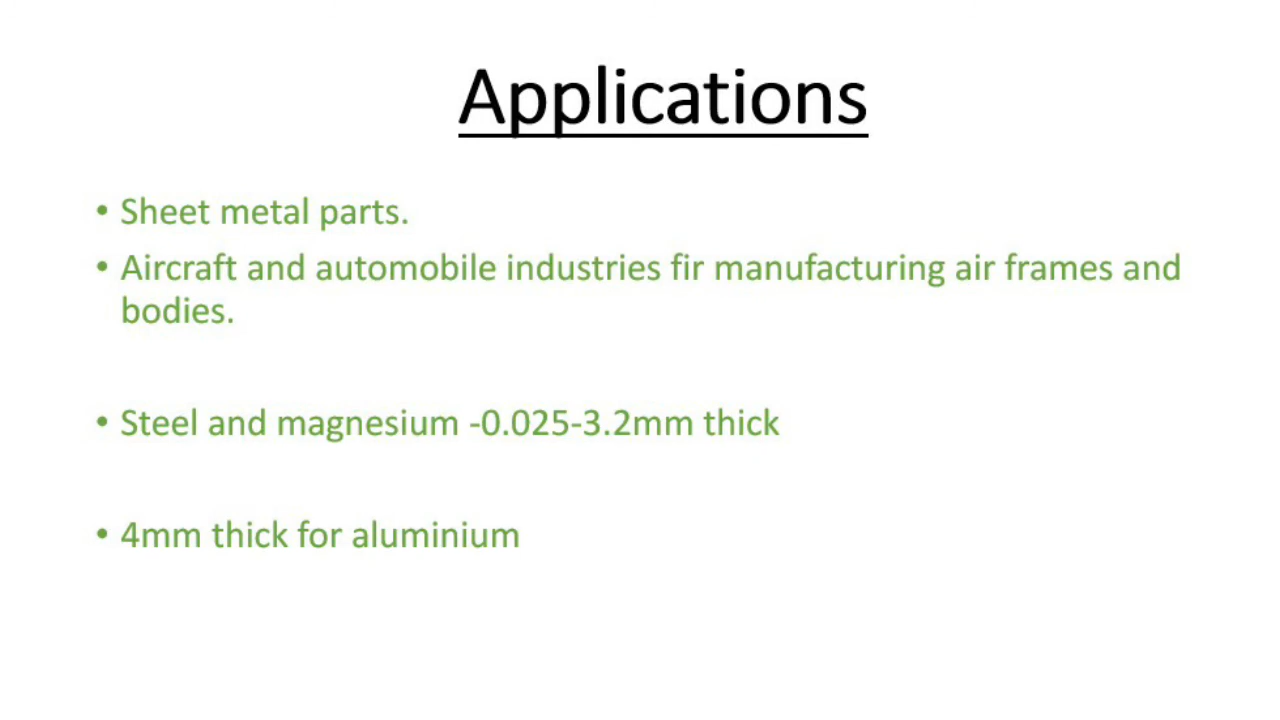 Applications
• Sheet metal parts.
• Aircraft and automobile industries fir manufacturing air frames and
bodies.
• Steel and magnesium -0.025-3.2mm thick
• 4mm thick for aluminium